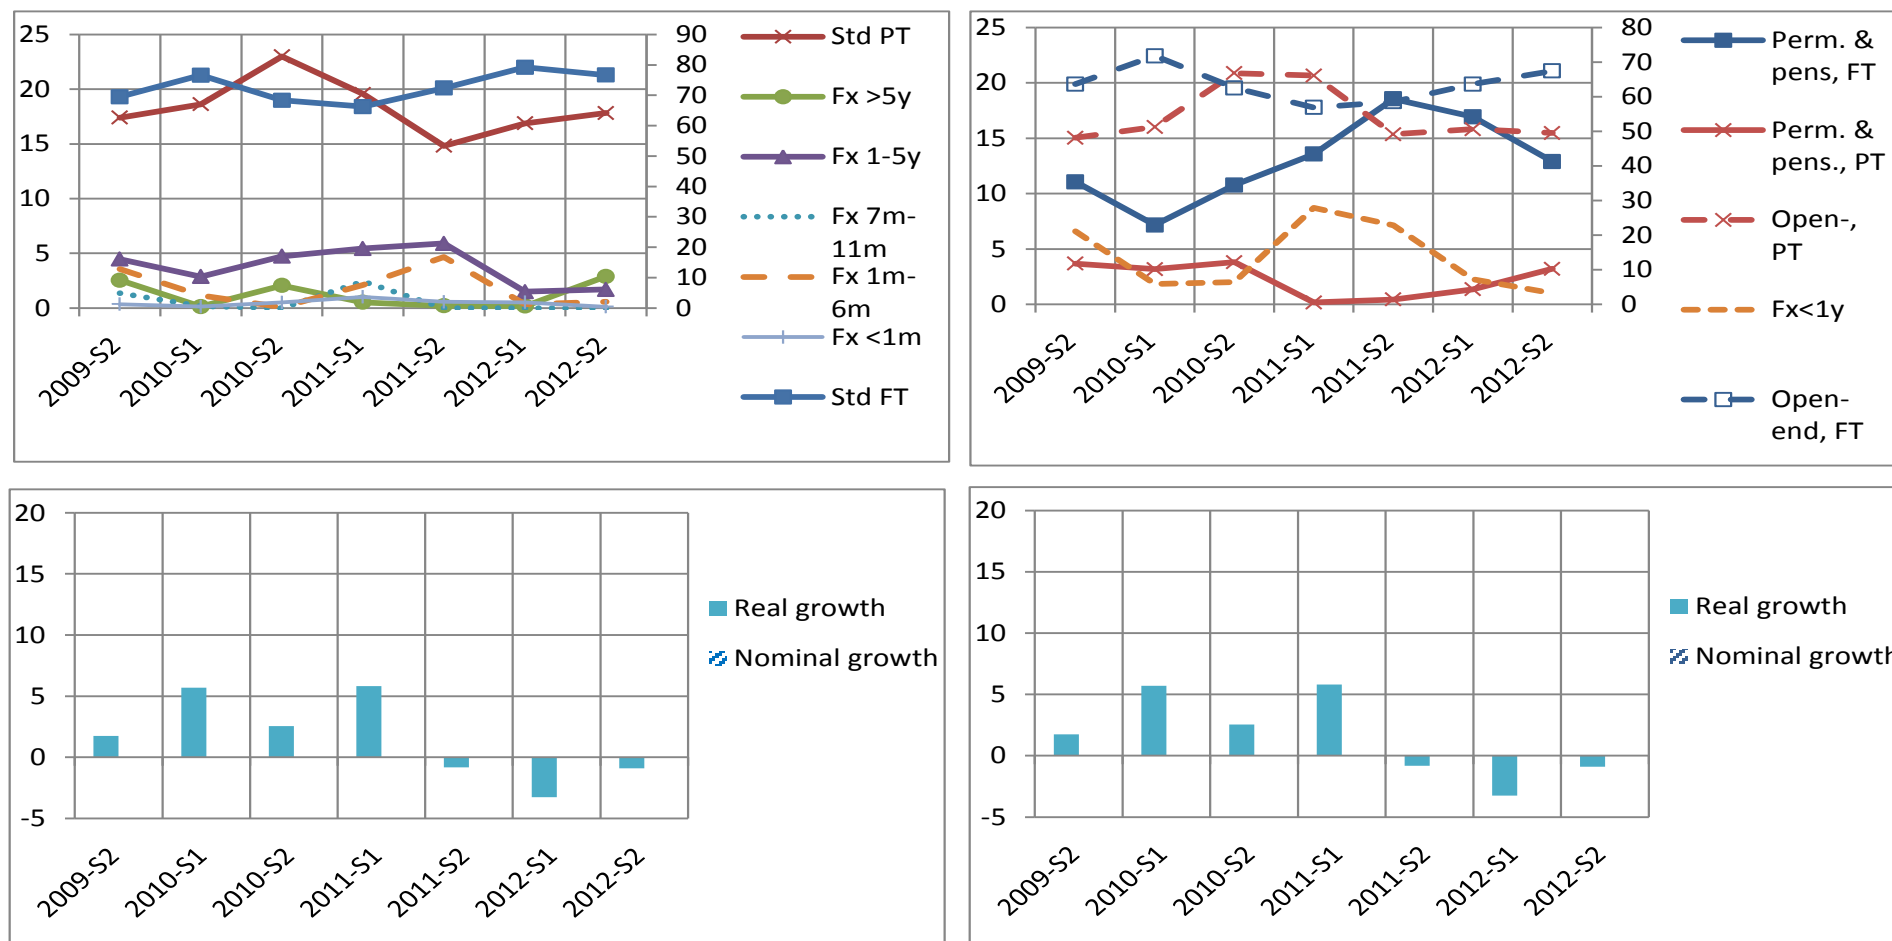 25
20
15
10
5
0
90
80
70
60
50
40
30
20
10
0
2009-S2
2010-S1
2010-S2
2011-S1
2011-S2
2012-S1
2012-S2
Std PT
Fx >5y
Fx 1-5y
Fx 7m-
11m
Fx 1m-
6m
Fx <1m
Std FT
25
20
15
10
5
0
80
70
60
50
40
30
20
10
0
2009-S2
2010-S1
2010-S2
2011-S1
2011-S2
2012-S1
2012-S2
Perm. &
pens, FT
Perm. &
pens., PT
Open-,
PT
Fx<1y
Open-
end, FT
20
15
10
5
0
-5
2009-S2
2010-S1
2010-S2
2011-S1
2011-S2
2012-S1
2012-S2
Real growth
Nominal growth
20
15
10
5
0
-5
2009-S2
2010-S1
2010-S2
2011-S1
2011-S2
2012-S1
2012-S2
Real growth
Nominal growth